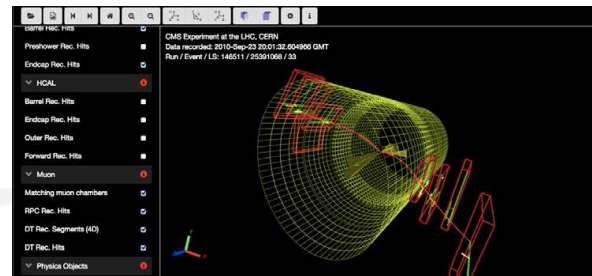 i
Barrel Rec. Hits
Preshower Rec. Hits
Endcap Rec. Hits
HCAL
Barrel Rec. Hits
Endcap Rec. Hits
Outer Rec. Hits
Forward Rec. Hits
Muon
Matching muon chambers
RPC Rec. Hits
DT Rec. Segments (4D)
DT Rec. Hits
Physics Objects
CMS Experiment at the LHC, CERN
Data recorded: 2010-Sep-23 20:01:32.604966 GMT
Run / Event / LS: 146511 / 25391068 / 33